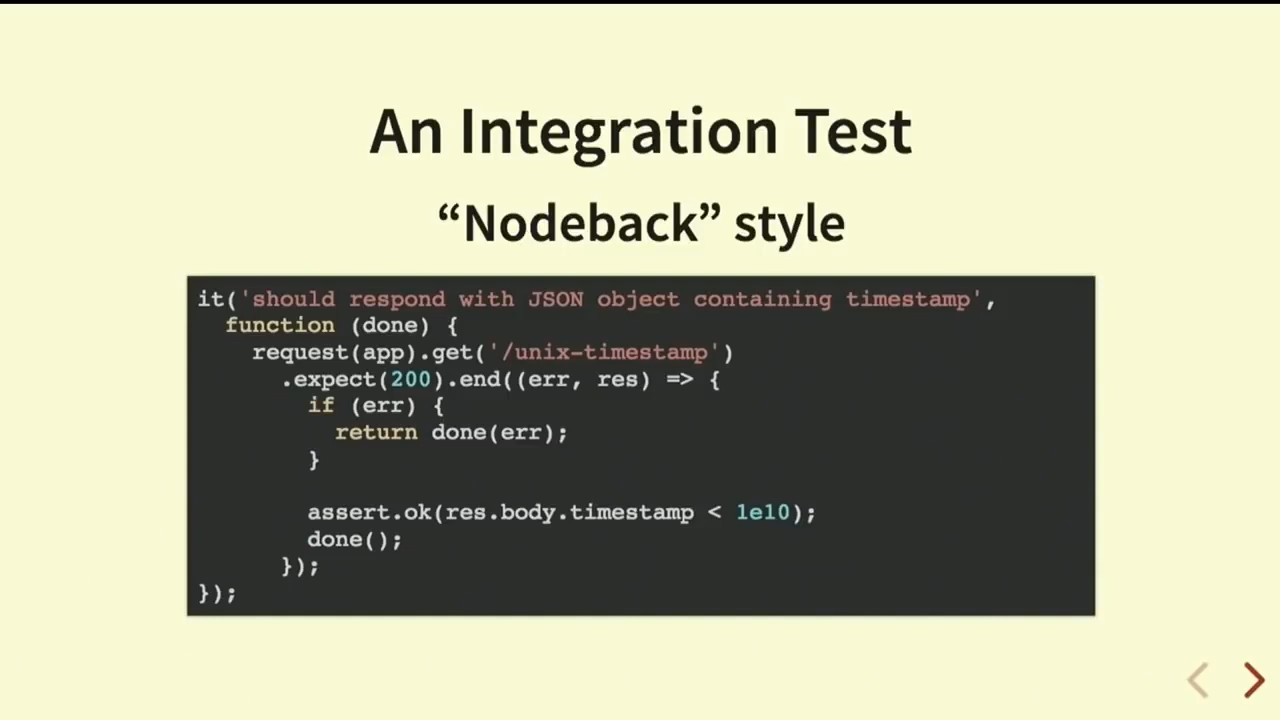 An Integration Test
“Nodeback” style
it('should respond with JSON object containing timestamp',
  function (done) {
    request(app).get('/unix-timestamp')
      .expect(200).end((err, res) => {
        if (err) {
          return done(err);
        }

        assert.ok(res.body.timestamp < 1e10);
        done();
      });
});